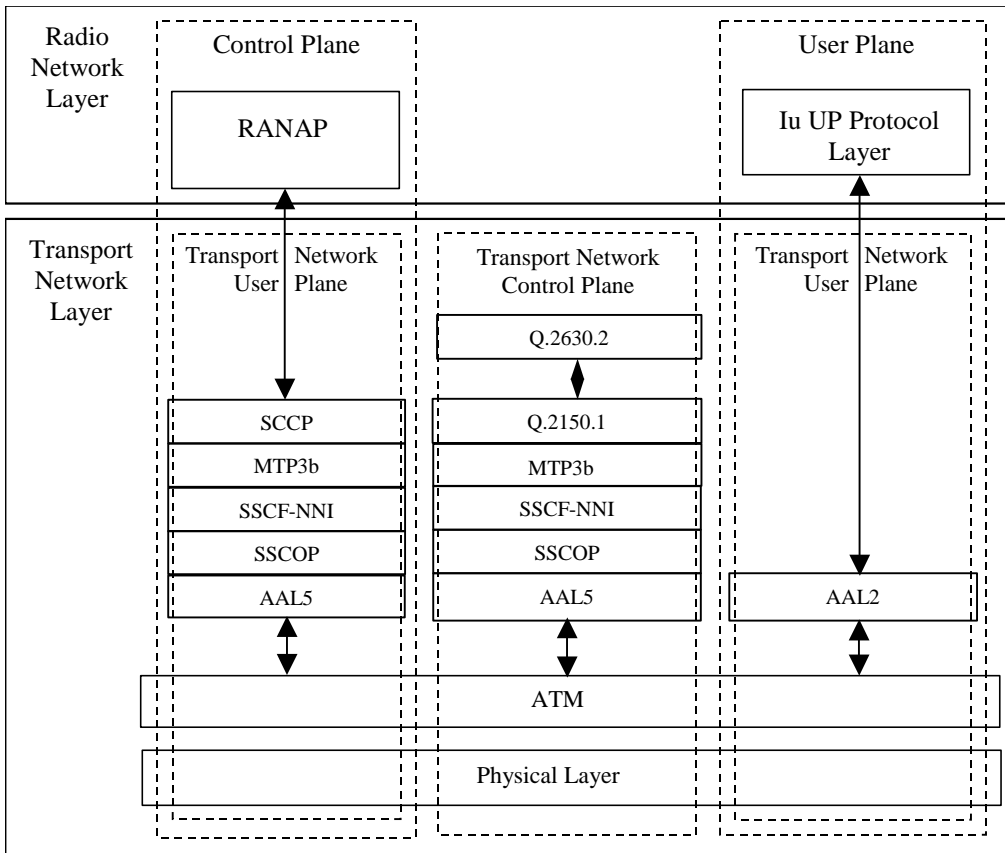 Radio
Network
Layer
Control Plane
User Plane
RANAP
Iu UP Protocol
Layer
Transport
Network
Layer
Transport Network
User Plane
Transport Network
Control Plane
Transport Network
User Plane
Q.2630.2
SCCP
MTP3b
SSCF-NNI
SSCOP
AAL5
Q.2150.1
MTP3b
SSCF-NNI
SSCOP
AAL5
AAL2
ATM
Physical Layer